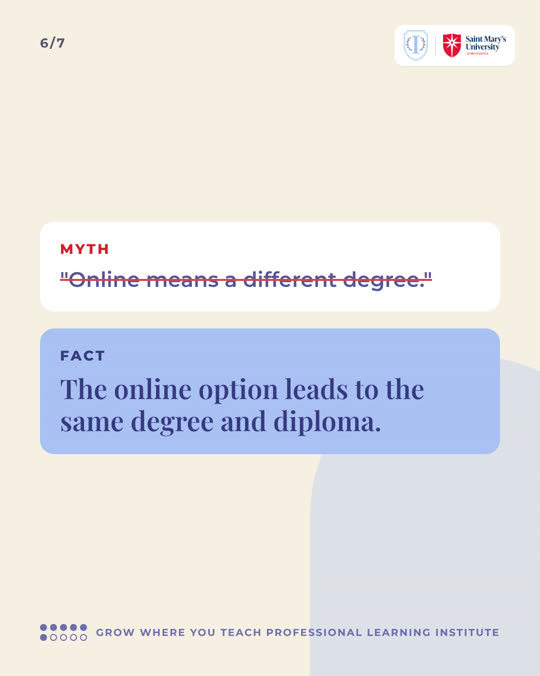 6/7
Saint Mary's
University
MYTH
"Online means a different degree."
FACT
The online option leads to the
same degree and diploma.
GROW WHERE YOU TEACH PROFESSIONAL LEARNING INSTITUTE